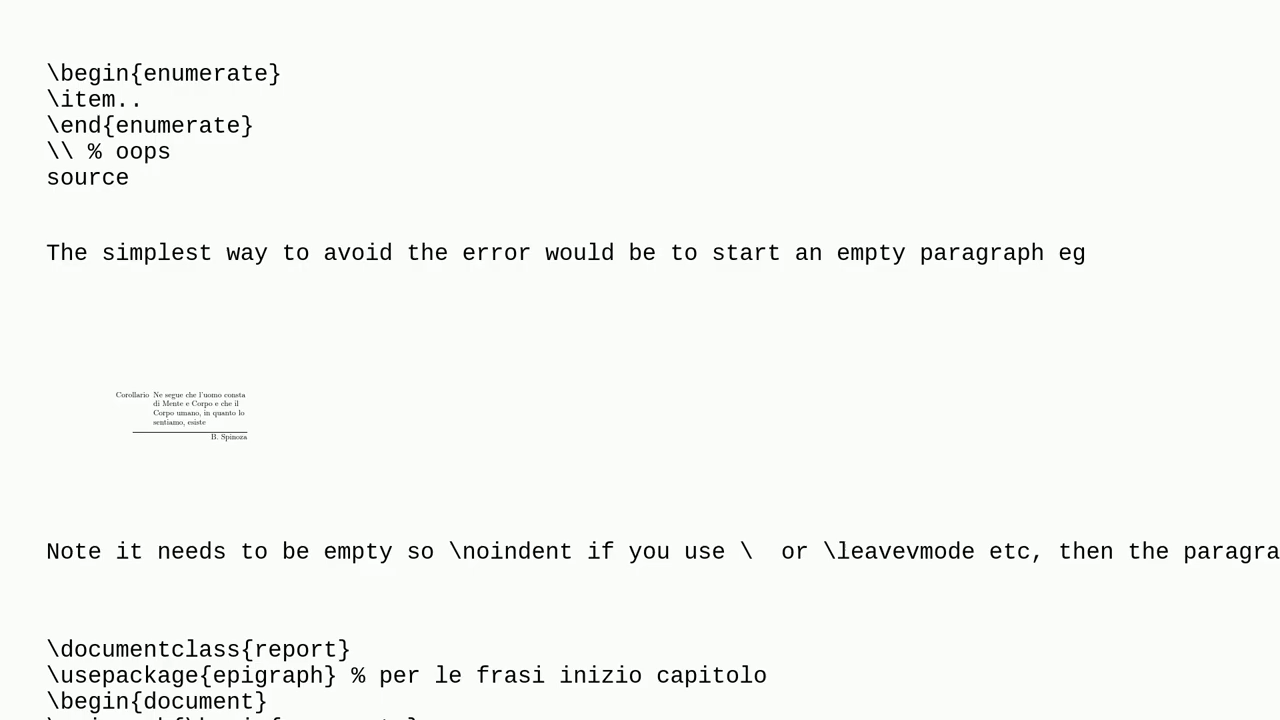 \begin{enumerate}
\item..
\end{enumerate}
\\ % oops
source
The simplest way to avoid the error would be to start an empty paragraph eg
Corollario Ne segue che l'uomo consta
di Mente e Corpo e che il
Corpo umano, in quanto lo
sentiamo, esiste
B. Spinoza
Note it needs to be empty so \noindent if you use \  or \leavevmode etc, then the paragra
\documentclass{report}
\usepackage{epigraph} % per le frasi inizio capitolo
\begin{document}